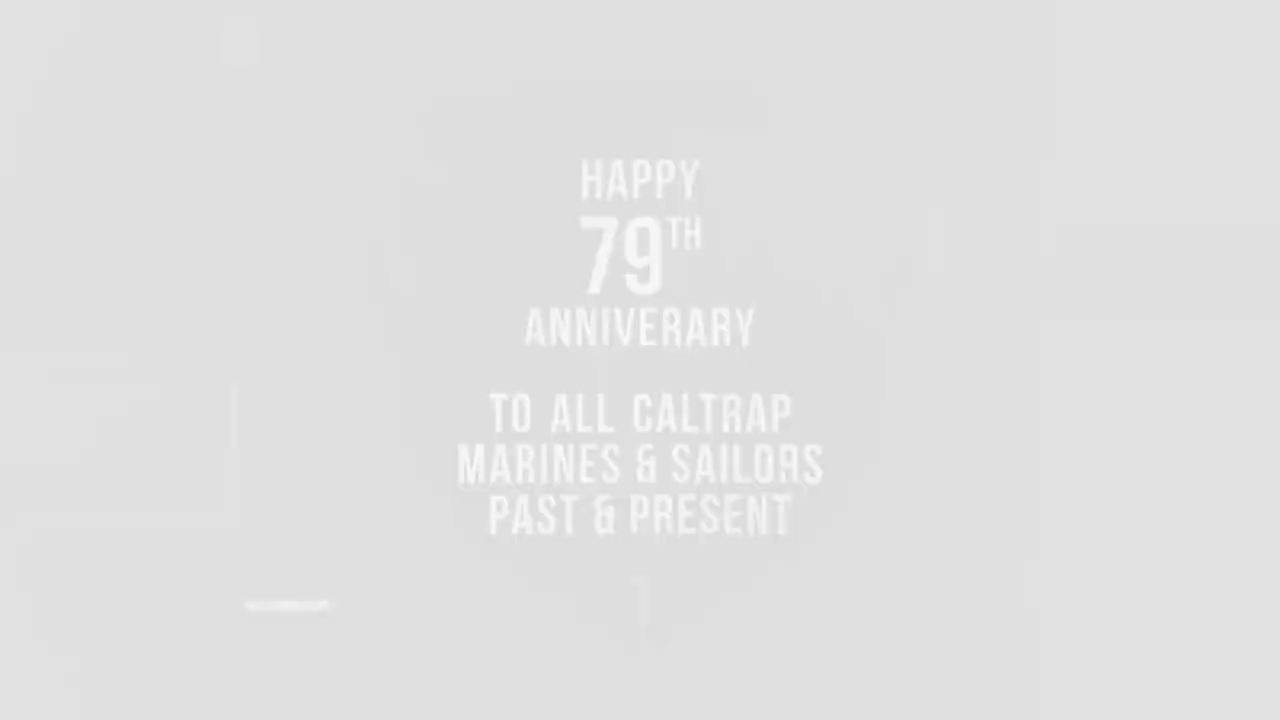 HAPPY
79TH
ANNIVERARY
TO ALL CALTRAP
MARINES & SAILORS
PAST & PRESENT